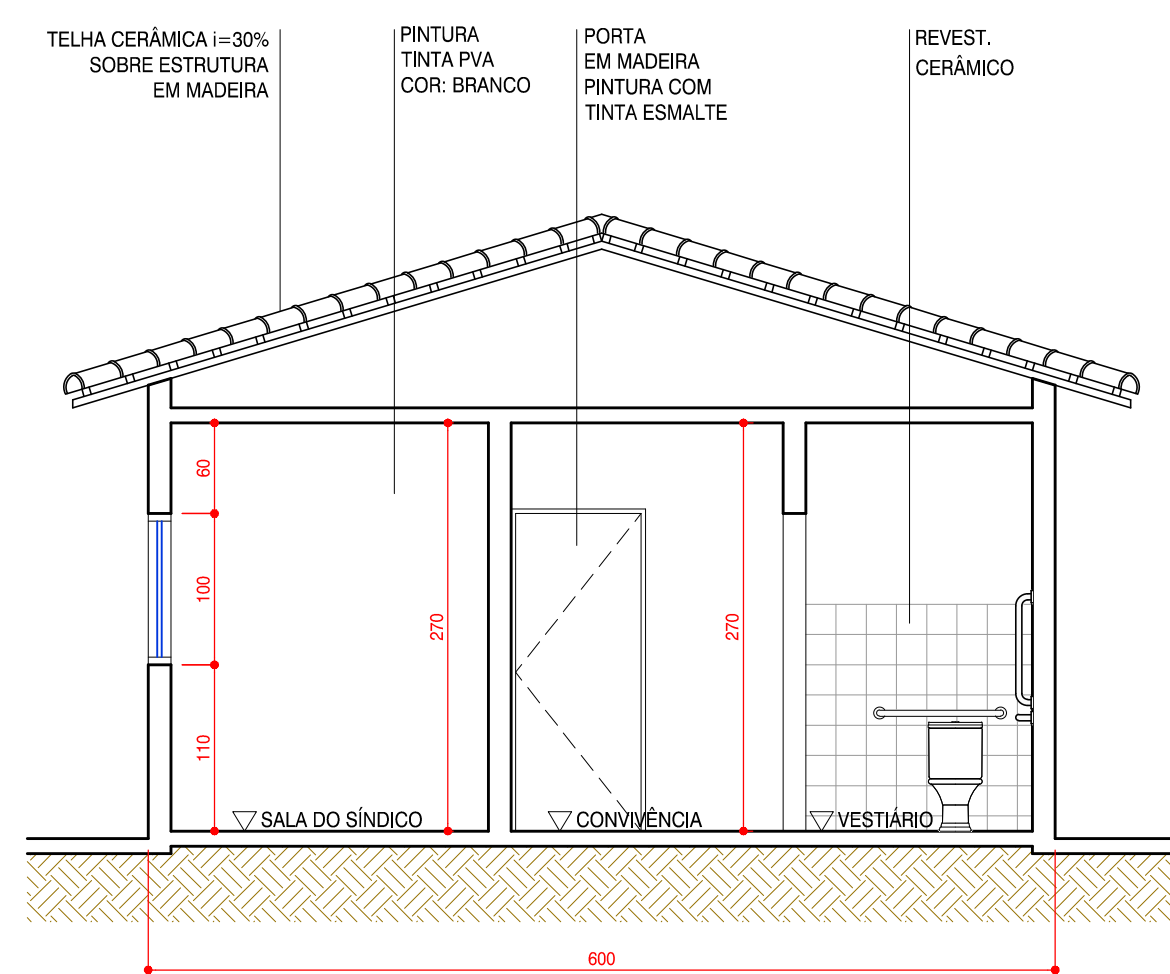 TELHA CERÂMICA i=30%
SOBRE ESTRUTURA
EM MADEIRA
PINTURA
TINTA PVA
COR: BRANCO
PORTA
EM MADEIRA
PINTURA COM
TINTA ESMALTE
REVEST.
CERÂMICO
60
100
110
270
270
SALA DO SÍNDICO
CONVIVÊNCIA
VESTIÁRIO
600